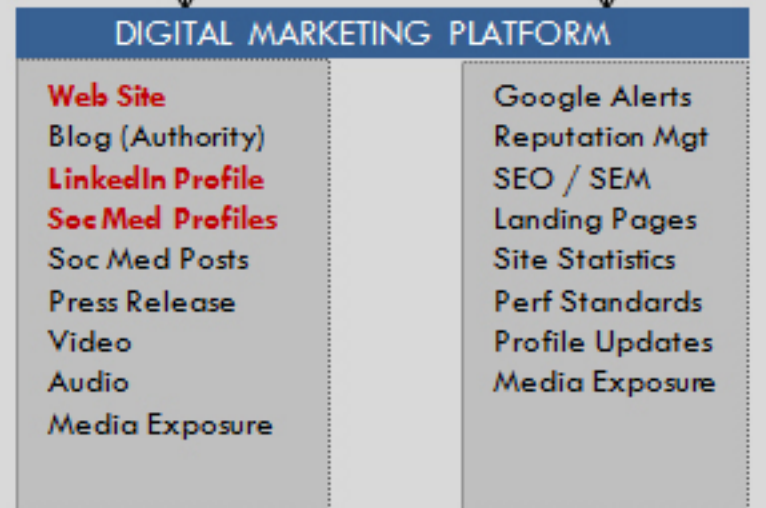 DIGITAL MARKETING PLATFORM
Web Site
Blog (Authority)
LinkedIn Profile
Soc Med Profiles
Soc Med Posts
Press Release
Video
Audio
Media Exposure
Google Alerts
Reputation Mgt
SEO / SEM
Landing Pages
Site Statistics
Perf Standards
Profile Updates
Media Exposure